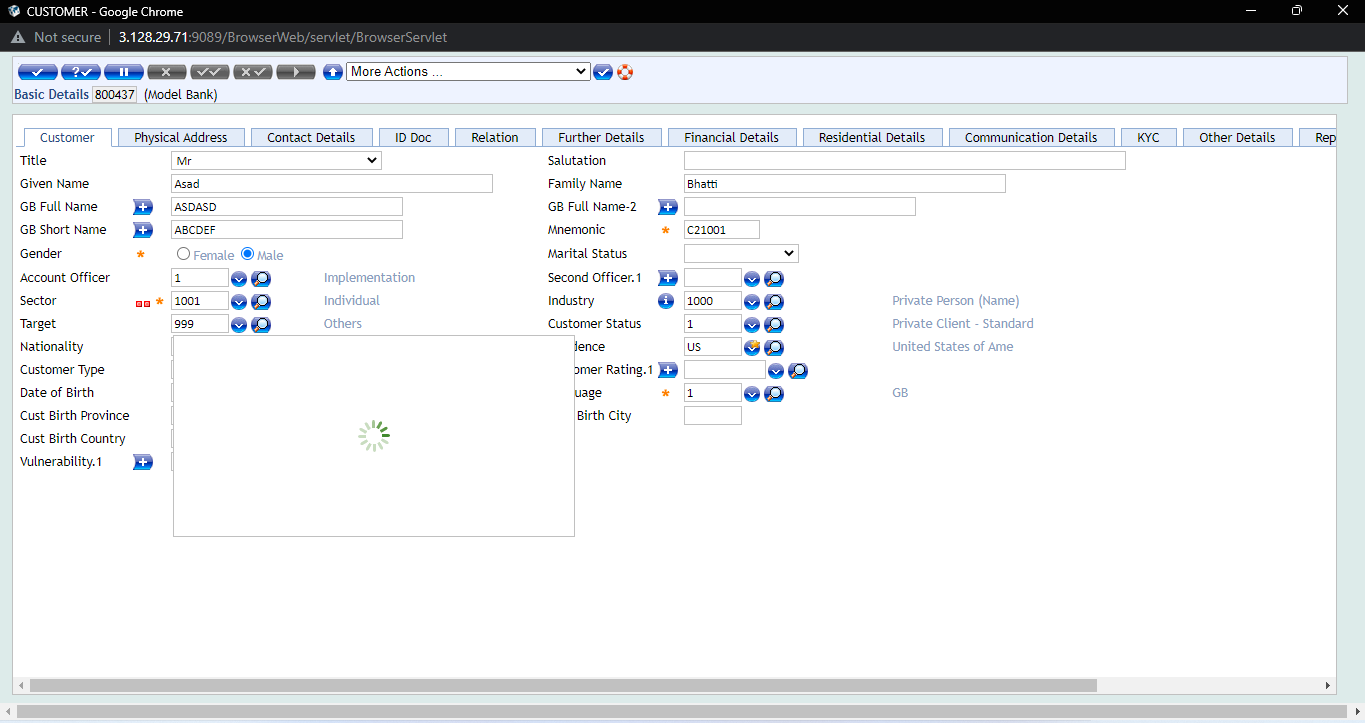 CUSTOMER - Google Chrome
Not secure 3.128.29.71:9089/BrowserWeb/servlet/BrowserServlet
More Actions ...
Basic Details 800437 (Model Bank)
Customer Physical Address Contact Details ID Doc Relation Further Details Financial Details Residential Details Communication Details KYC Other Details Rep
Title Mr Salutation
Given Name Asad Family Name Bhatti
GB Full Name ASDASD GB Full Name-2
GB Short Name ABCDEF Mnemonic * C21001
Gender * Female Male Marital Status
Account Officer 1 Implementation Second Officer.1
Sector * 1001 Individual Industry 1000 Private Person (Name)
Target 999 Others Customer Status 1 Private Client - Standard
Nationality dence US United States of Ame
Customer Type omer Rating.1
Date of Birth uage * 1 GB
Cust Birth Province Birth City
Cust Birth Country
Vulnerability.1